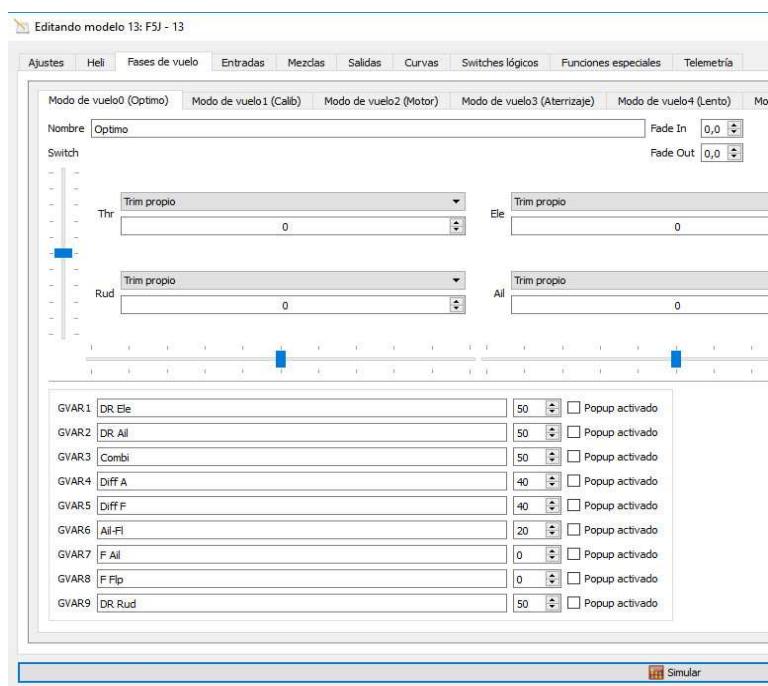 Editando modelo 13: F5J - 13
Ajustes Heli Fases de vuelo Entradas Mezclas Salidas Curvas Switches lógicos Funciones especiales Telemetría
Modo de vuelo0 (Optimo) Modo de vuelo1 (Calib) Modo de vuelo2 (Motor) Modo de vuelo3 (Aterrizaje) Modo de vuelo4 (Lento) Mo
Nombre Optimo Fade In 0,0
Switch Fade Out 0,0
Trim propio Trim propio
Thr Ele
0 0
Trim propio Trim propio
Rud Ail
0 0
GVAR1 DR Ele 50 Popup activado
GVAR2 DR Ail 50 Popup activado
GVAR3 Combi 50 Popup activado
GVAR4 Diff A 40 Popup activado
GVAR5 Diff F 40 Popup activado
GVAR6 Ail-Fl 20 Popup activado
GVAR7 F Ail 0 Popup activado
GVAR8 F Flp 0 Popup activado
GVAR9 DR Rud 50 Popup activado
Simular